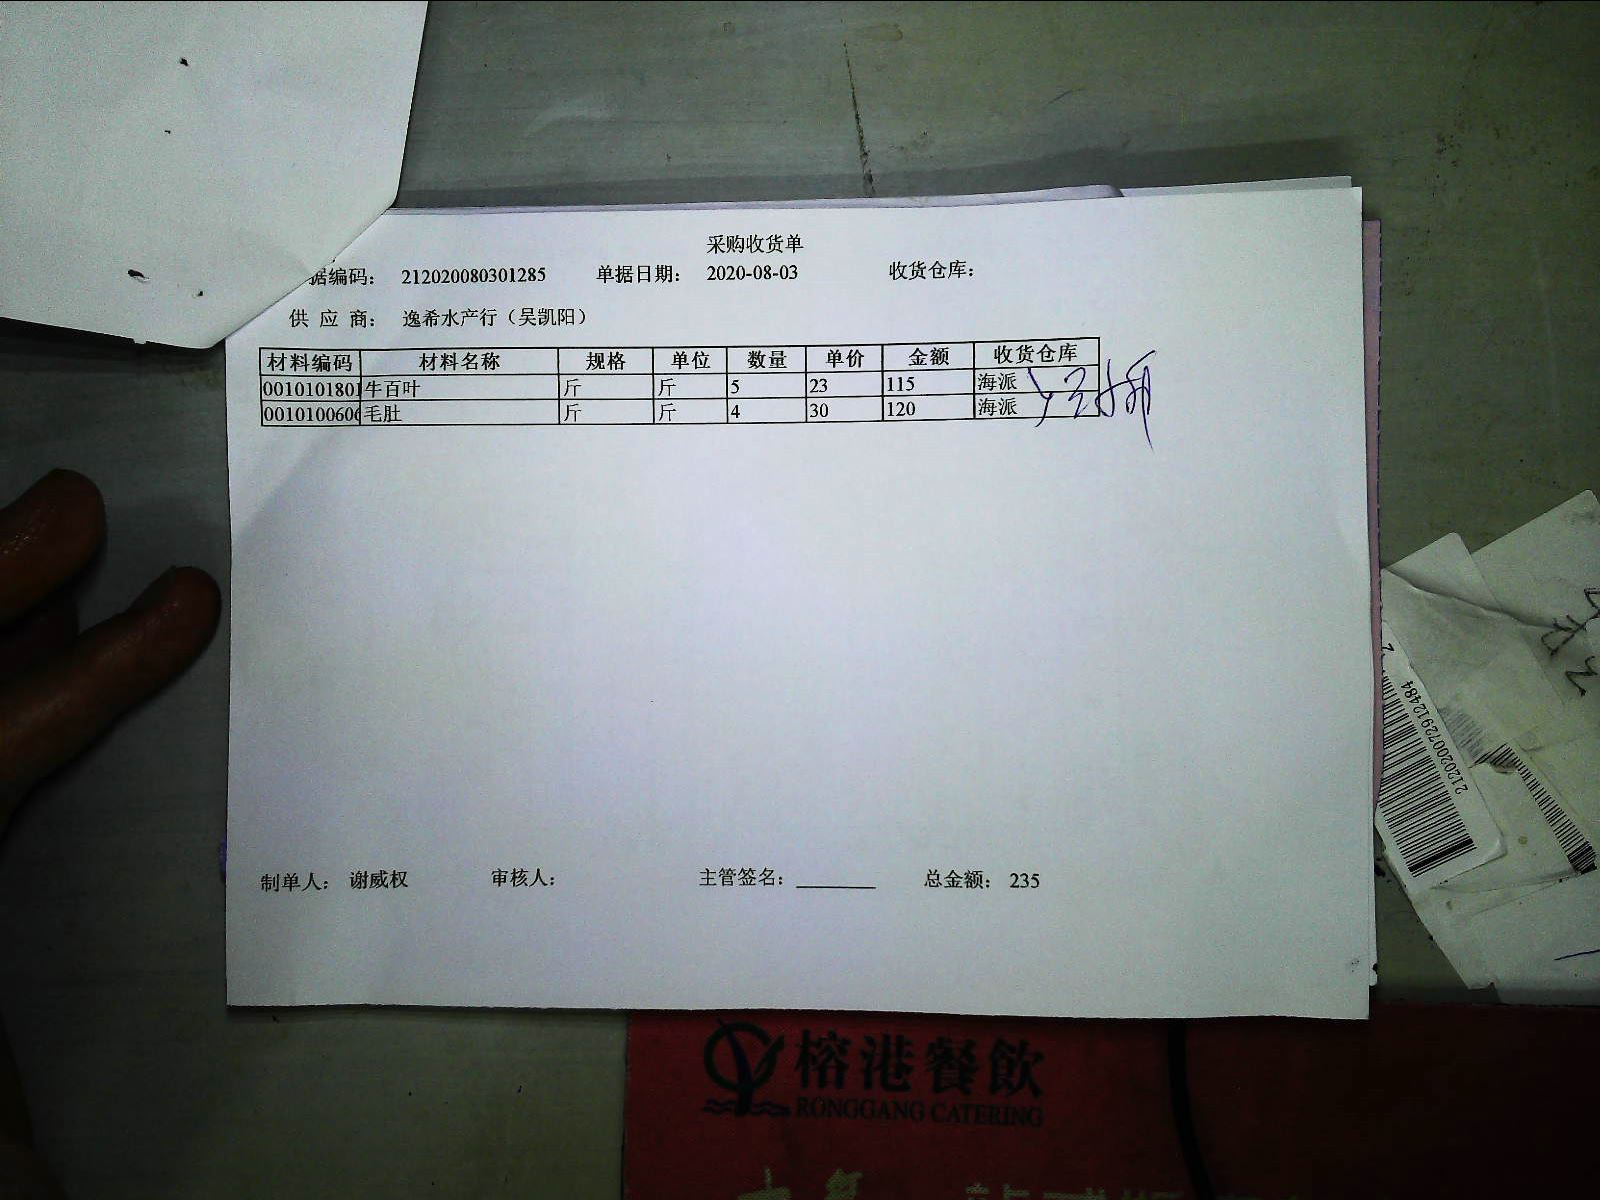 采购收货单
据编码： 212020080301285 单据日期： 2020-08-03 收货仓库：
供 应 商： 逸希水产行（吴凯阳）
材料编码 材料名称 规格 单位 数量 单价 金额 收货仓库
0010101801 牛百叶 斤 斤 5 23 115 海派
0010100606 毛肚 斤 斤 4 30 120 海派
制单人： 谢威权 审核人： 主管签名： 总金额： 235
212020072912484
榕港餐飲
RONGGANG CATERING